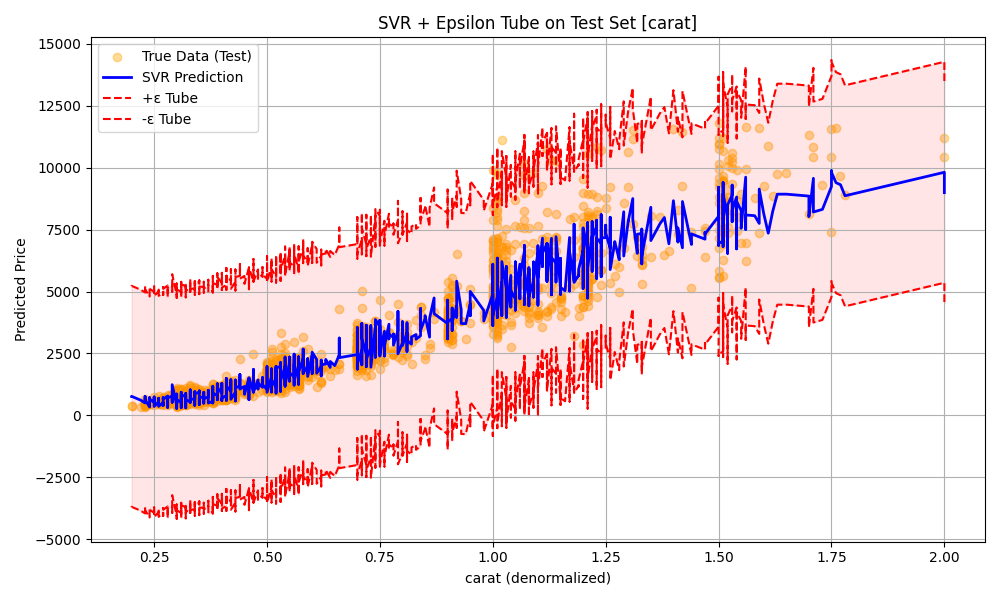 SVR + Epsilon Tube on Test Set [carat]
Predicted Price
15000
12500
10000
7500
5000
2500
0
−2500
−5000
True Data (Test)
SVR Prediction
+ε Tube
-ε Tube
0.25 0.50 0.75 1.00 1.25 1.50 1.75 2.00
carat (denormalized)